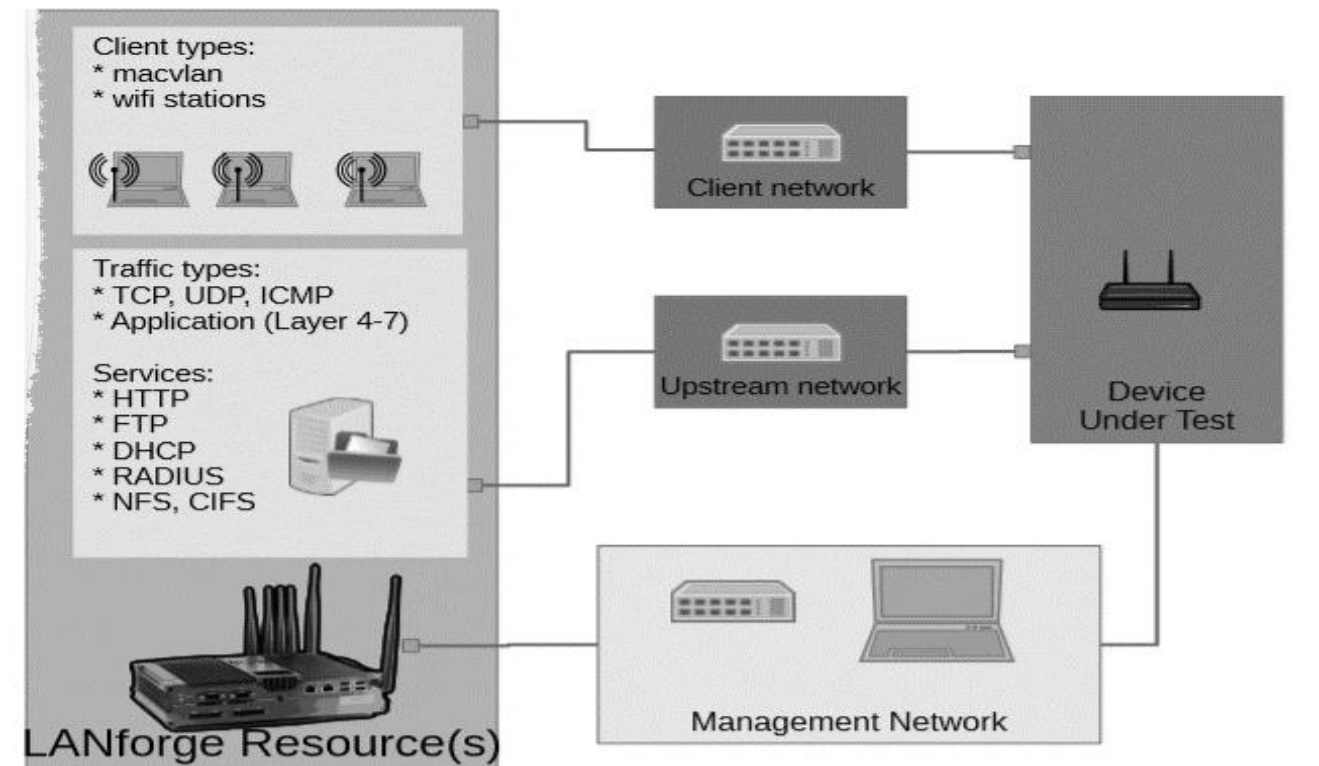 Client types:
* macvlan
* wifi stations
Traffic types:
* TCP, UDP, ICMP
* Application (Layer 4-7)
Services:
* HTTP
* FTP
* DHCP
* RADIUS
* NFS, CIFS
LANforge Resource(s)
Client network
Upstream network
Device
Under Test
Management Network